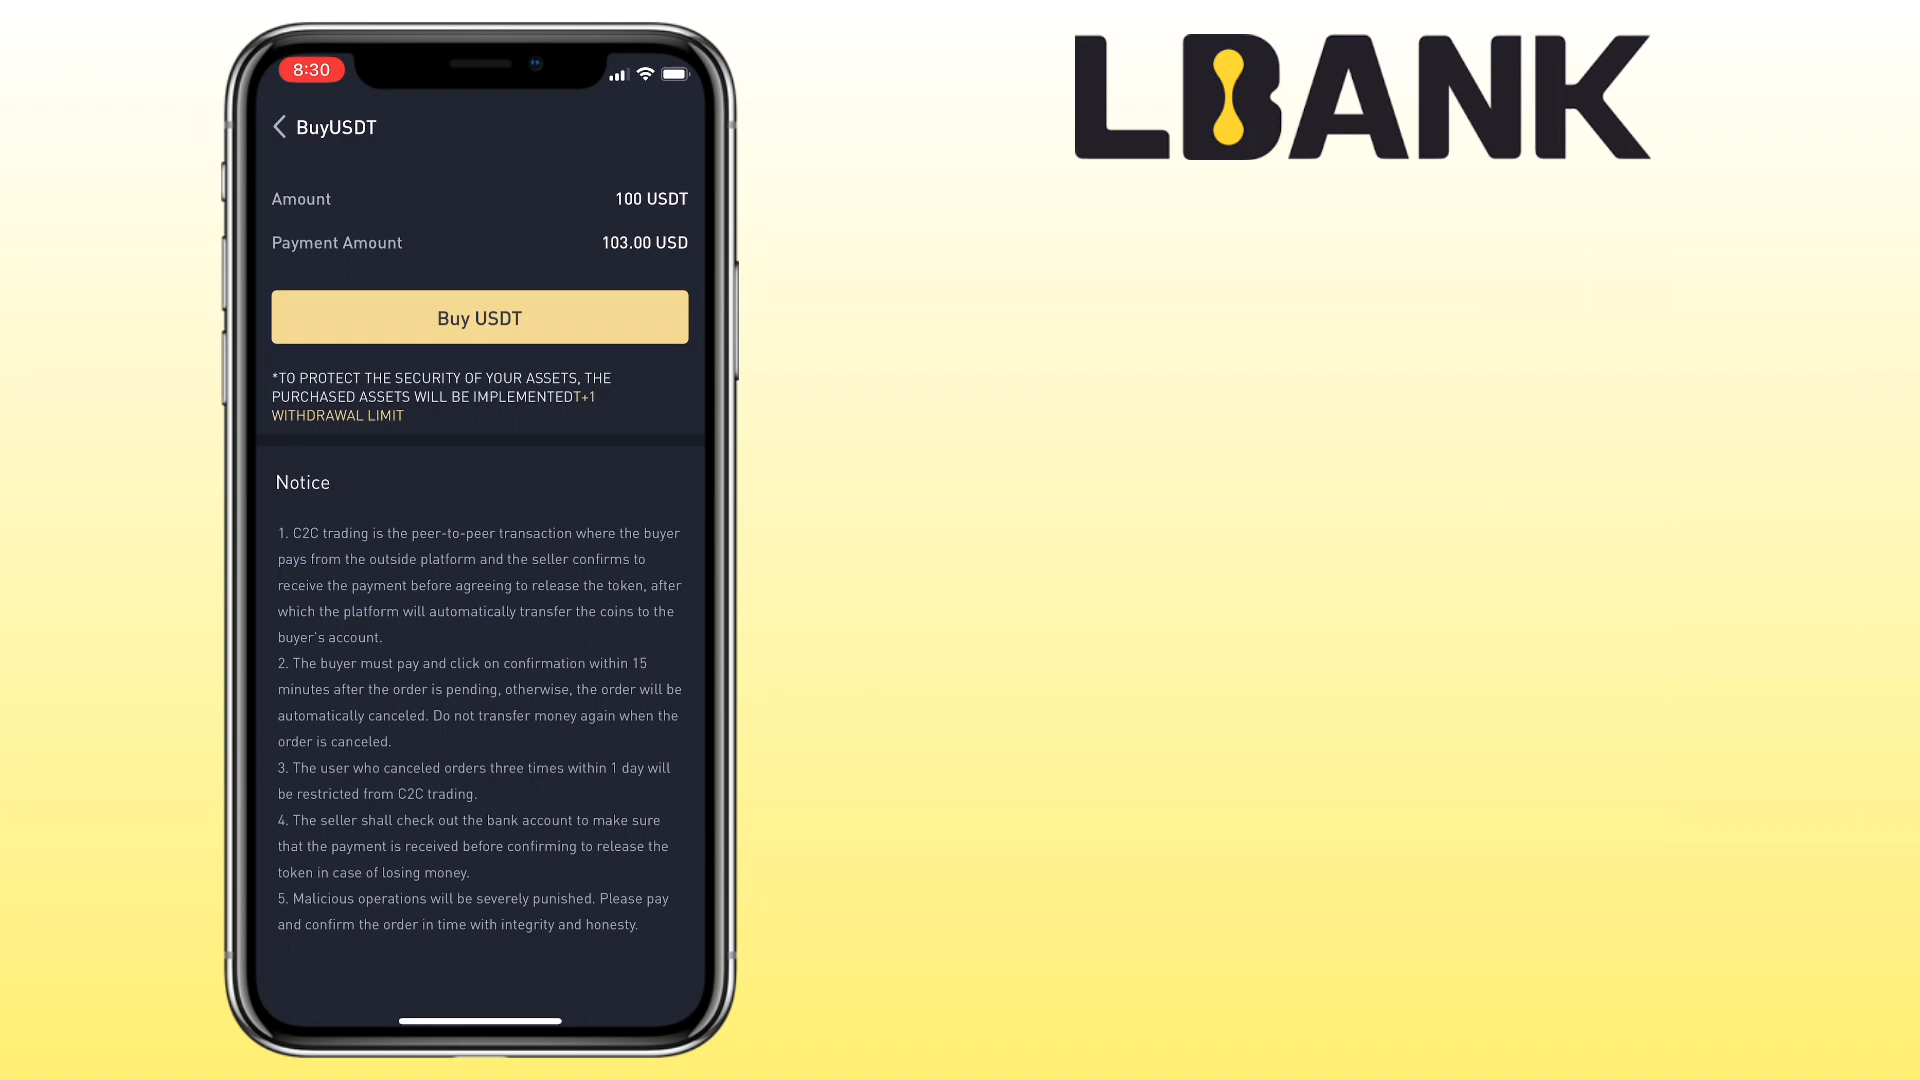 8:30
BuyUSDT
Amount 100 USDT
Payment Amount 103.00 USD
Buy USDT
*TO PROTECT THE SECURITY OF YOUR ASSETS, THE
PURCHASED ASSETS WILL BE IMPLEMENTEDT+1
WITHDRAWAL LIMIT
Notice
1. C2C trading is the peer-to-peer transaction where the buyer
pays from the outside platform and the seller confirms to
receive the payment before agreeing to release the token, after
which the platform will automatically transfer the coins to the
buyer's account.
2. The buyer must pay and click on confirmation within 15
minutes after the order is pending, otherwise, the order will be
automatically canceled. Do not transfer money again when the
order is canceled.
3. The user who canceled orders three times within 1 day will
be restricted from C2C trading.
4. The seller shall check out the bank account to make sure
that the payment is received before confirming to release the
token in case of losing money.
5. Malicious operations will be severely punished. Please pay
and confirm the order in time with integrity and honesty.
LBANK